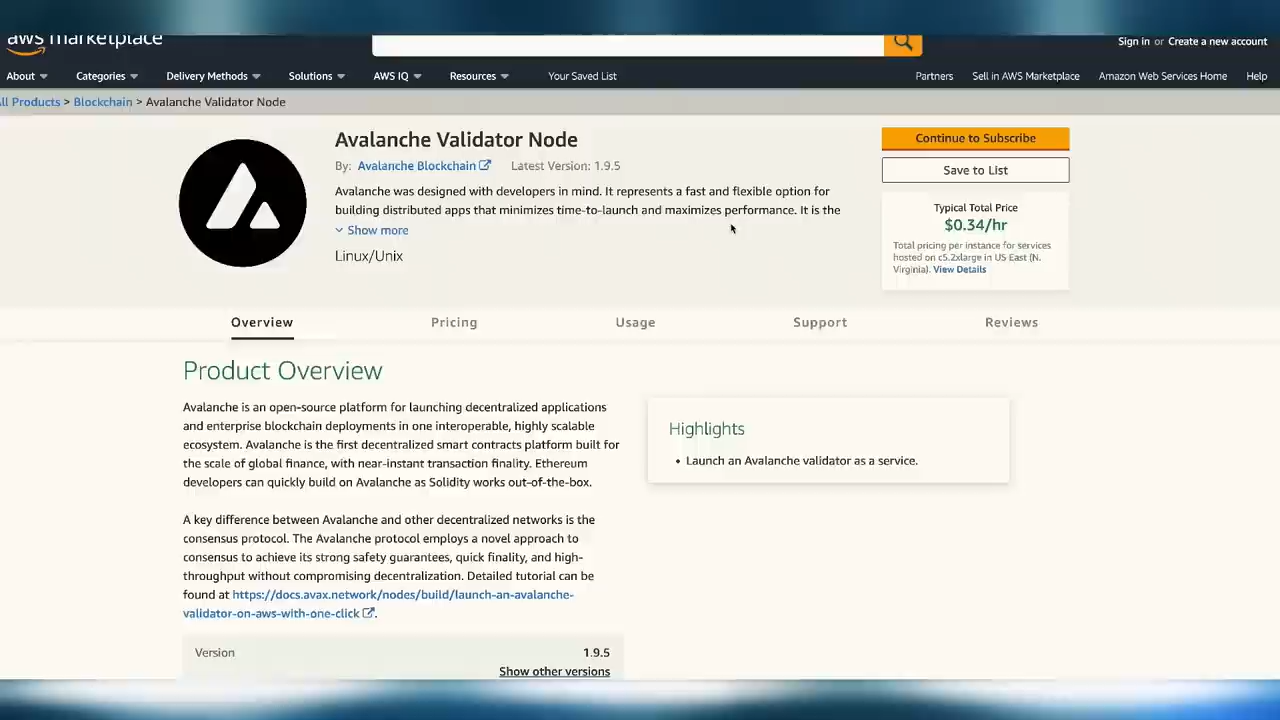 aws marketplace
Sign in or Create a new account
About Categories Delivery Methods Solutions AWS IQ Resources Your Saved List Partners Sell in AWS Marketplace Amazon Web Services Home Help
ll Products > Blockchain > Avalanche Validator Node
Avalanche Validator Node
By: Avalanche Blockchain Latest Version: 1.9.5
Avalanche was designed with developers in mind. It represents a fast and flexible option for
building distributed apps that minimizes time-to-launch and maximizes performance. It is the
Show more
Linux/Unix
Continue to Subscribe
Save to List
Typical Total Price
$0.34/hr
Total pricing per instance for services
hosted on c5.2xlarge in US East (N.
Virginia). View Details
Overview Pricing Usage Support Reviews
Product Overview
Avalanche is an open-source platform for launching decentralized applications
and enterprise blockchain deployments in one interoperable, highly scalable
ecosystem. Avalanche is the first decentralized smart contracts platform built for
the scale of global finance, with near-instant transaction finality. Ethereum
developers can quickly build on Avalanche as Solidity works out-of-the-box.
A key difference between Avalanche and other decentralized networks is the
consensus protocol. The Avalanche protocol employs a novel approach to
consensus to achieve its strong safety guarantees, quick finality, and high-
throughput without compromising decentralization. Detailed tutorial can be
found at https://docs.avax.network/nodes/build/launch-an-avalanche-
validator-on-aws-with-one-click.
Highlights
• Launch an Avalanche validator as a service.
Version 1.9.5
Show other versions